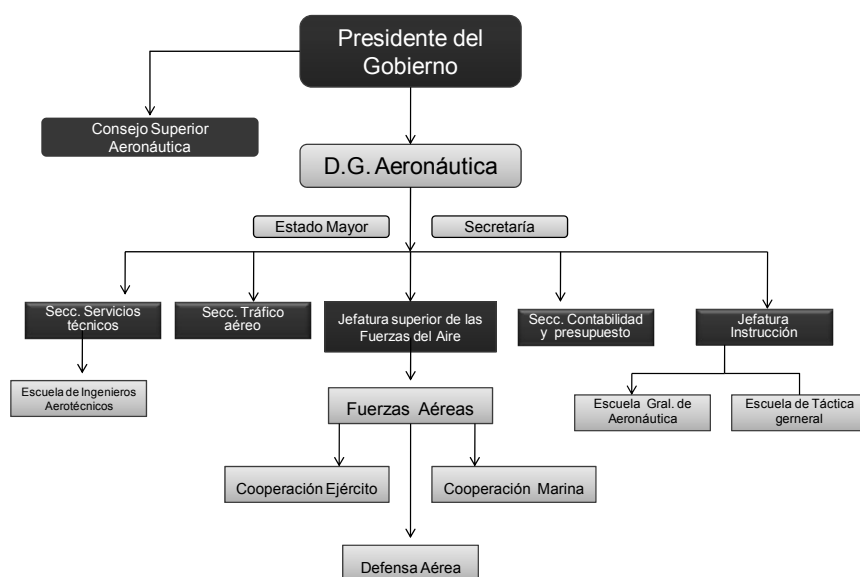 Presidente del
Gobierno
Consejo Superior
Aeronáutica
D.G. Aeronáutica
Estado Mayor
Secretaría
Secc. Servicios
técnicos
Secc. Tráfico
aéreo
Jefatura superior de las
Fuerzas del Aire
Secc. Contabilidad
y presupuesto
Jefatura
Instrucción
Escuela de Ingenieros
Aerotécnicos
Fuerzas Aéreas
Escuela Gral. de
Aeronáutica
Escuela de Táctica
gerneral
Cooperación Ejército
Cooperación Marina
Defensa Aérea